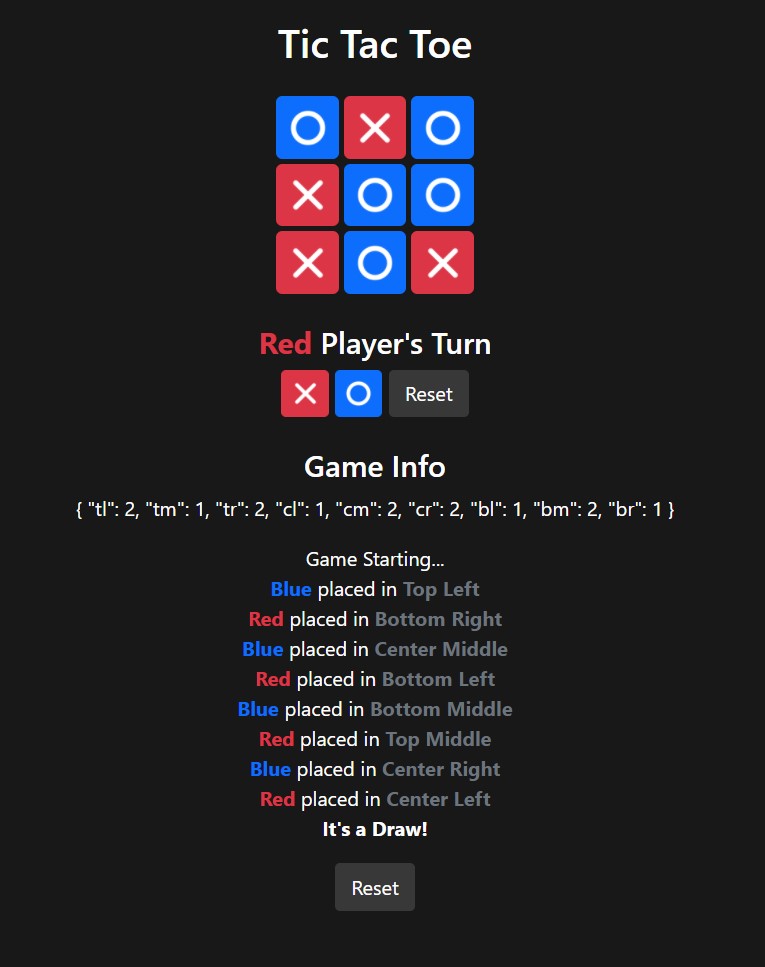 Tic Tac Toe
Red Player's Turn
Reset
Game Info
{ "tl": 2, "tm": 1, "tr": 2, "cl": 1, "cm": 2, "cr": 2, "bl": 1, "bm": 2, "br": 1 }
Game Starting...
Blue placed in Top Left
Red placed in Bottom Right
Blue placed in Center Middle
Red placed in Bottom Left
Blue placed in Bottom Middle
Red placed in Top Middle
Blue placed in Center Right
Red placed in Center Left
It's a Draw!
Reset